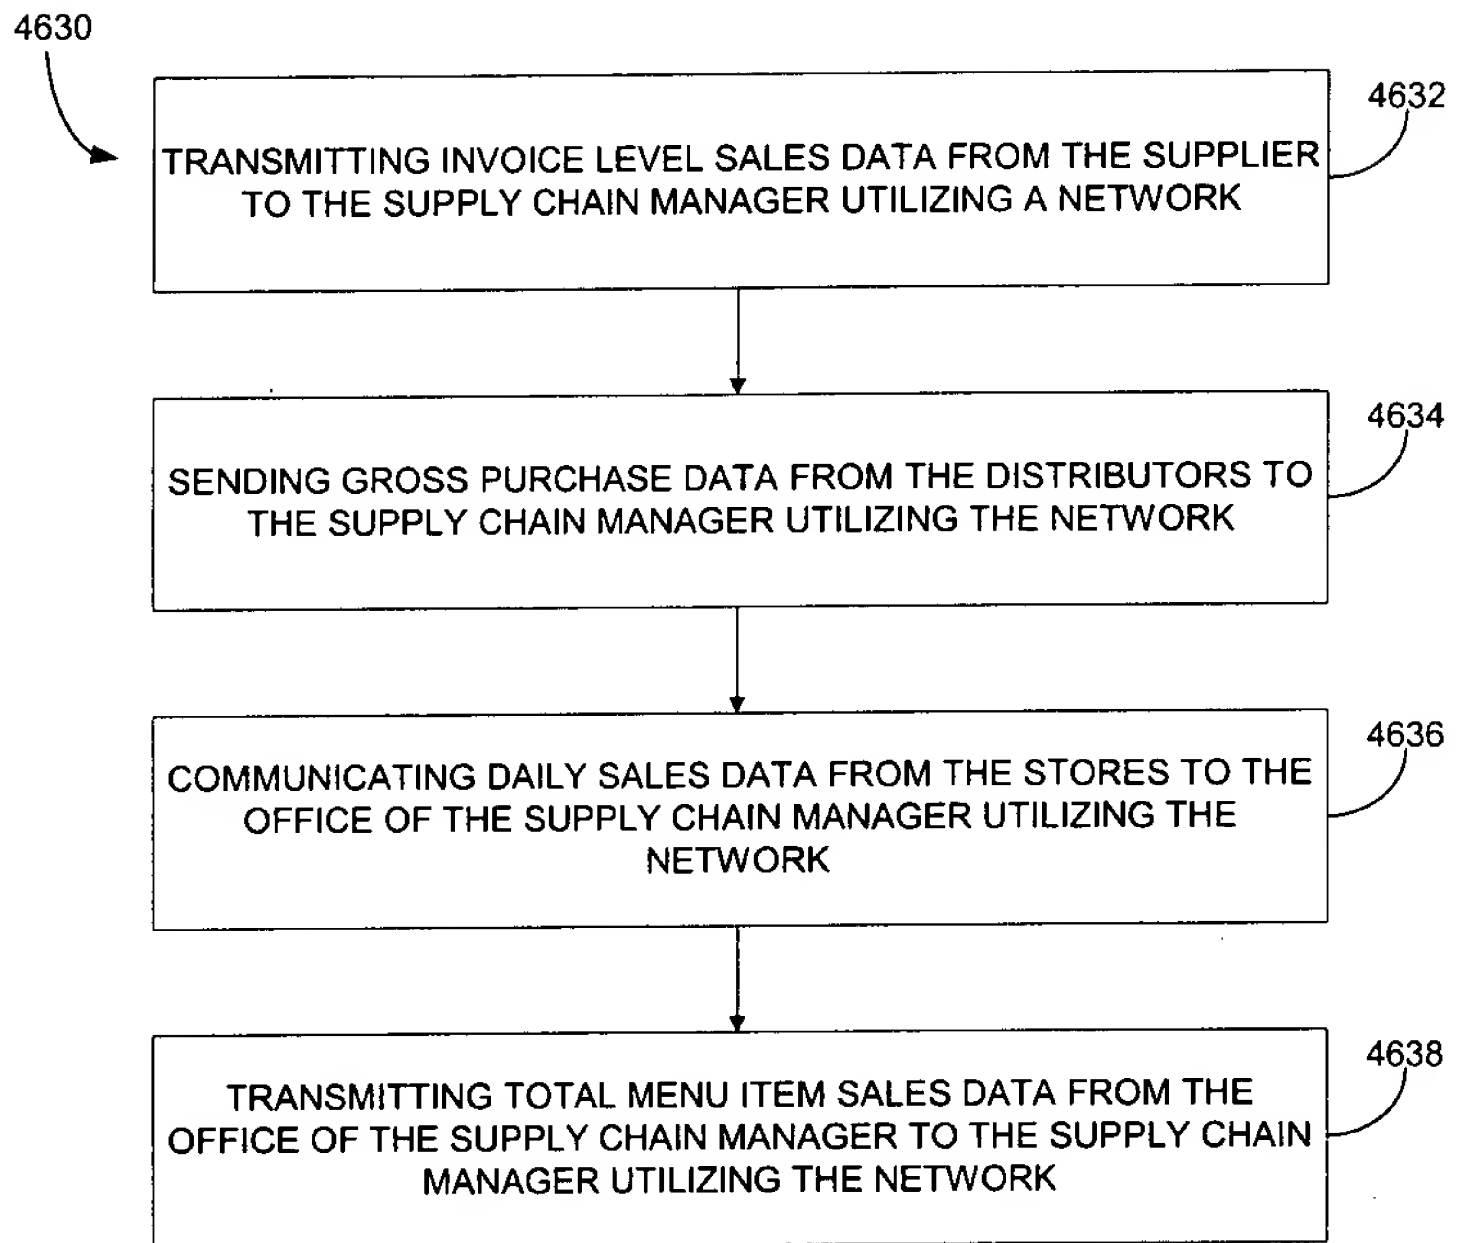 4630
4632
TRANSMITTING INVOICE LEVEL SALES DATA FROM THE SUPPLIER
TO THE SUPPLY CHAIN MANAGER UTILIZING A NETWORK
4634
SENDING GROSS PURCHASE DATA FROM THE DISTRIBUTORS TO
THE SUPPLY CHAIN MANAGER UTILIZING THE NETWORK
4636
COMMUNICATING DAILY SALES DATA FROM THE STORES TO THE
OFFICE OF THE SUPPLY CHAIN MANAGER UTILIZING THE
NETWORK
4638
TRANSMITTING TOTAL MENU ITEM SALES DATA FROM THE
OFFICE OF THE SUPPLY CHAIN MANAGER TO THE SUPPLY CHAIN
MANAGER UTILIZING THE NETWORK